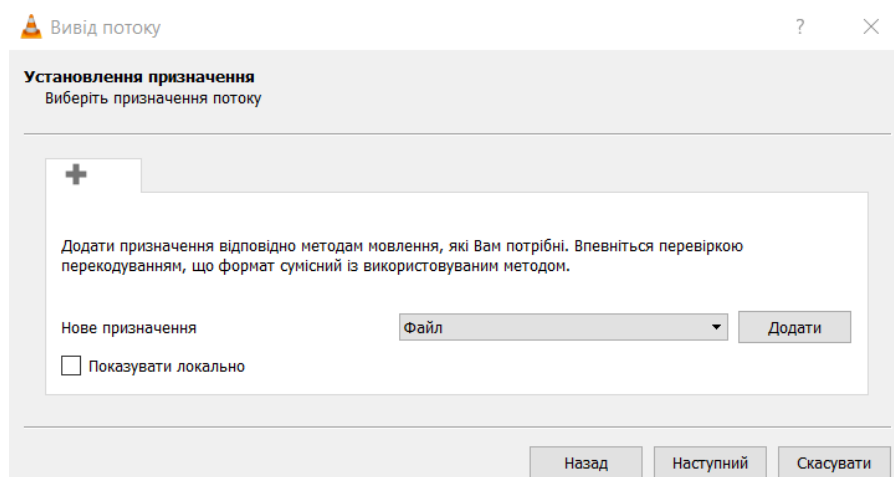 Вивід потоку
?
Установлення призначення
Виберіть призначення потоку
Додати призначення відповідно методам мовлення, які Вам потрібні. Впевніться перевіркою
перекодуванням, що формат сумісний із використовуваним методом.
Нове призначення Файл Додати
Показувати локально
Назад Наступний Скасувати